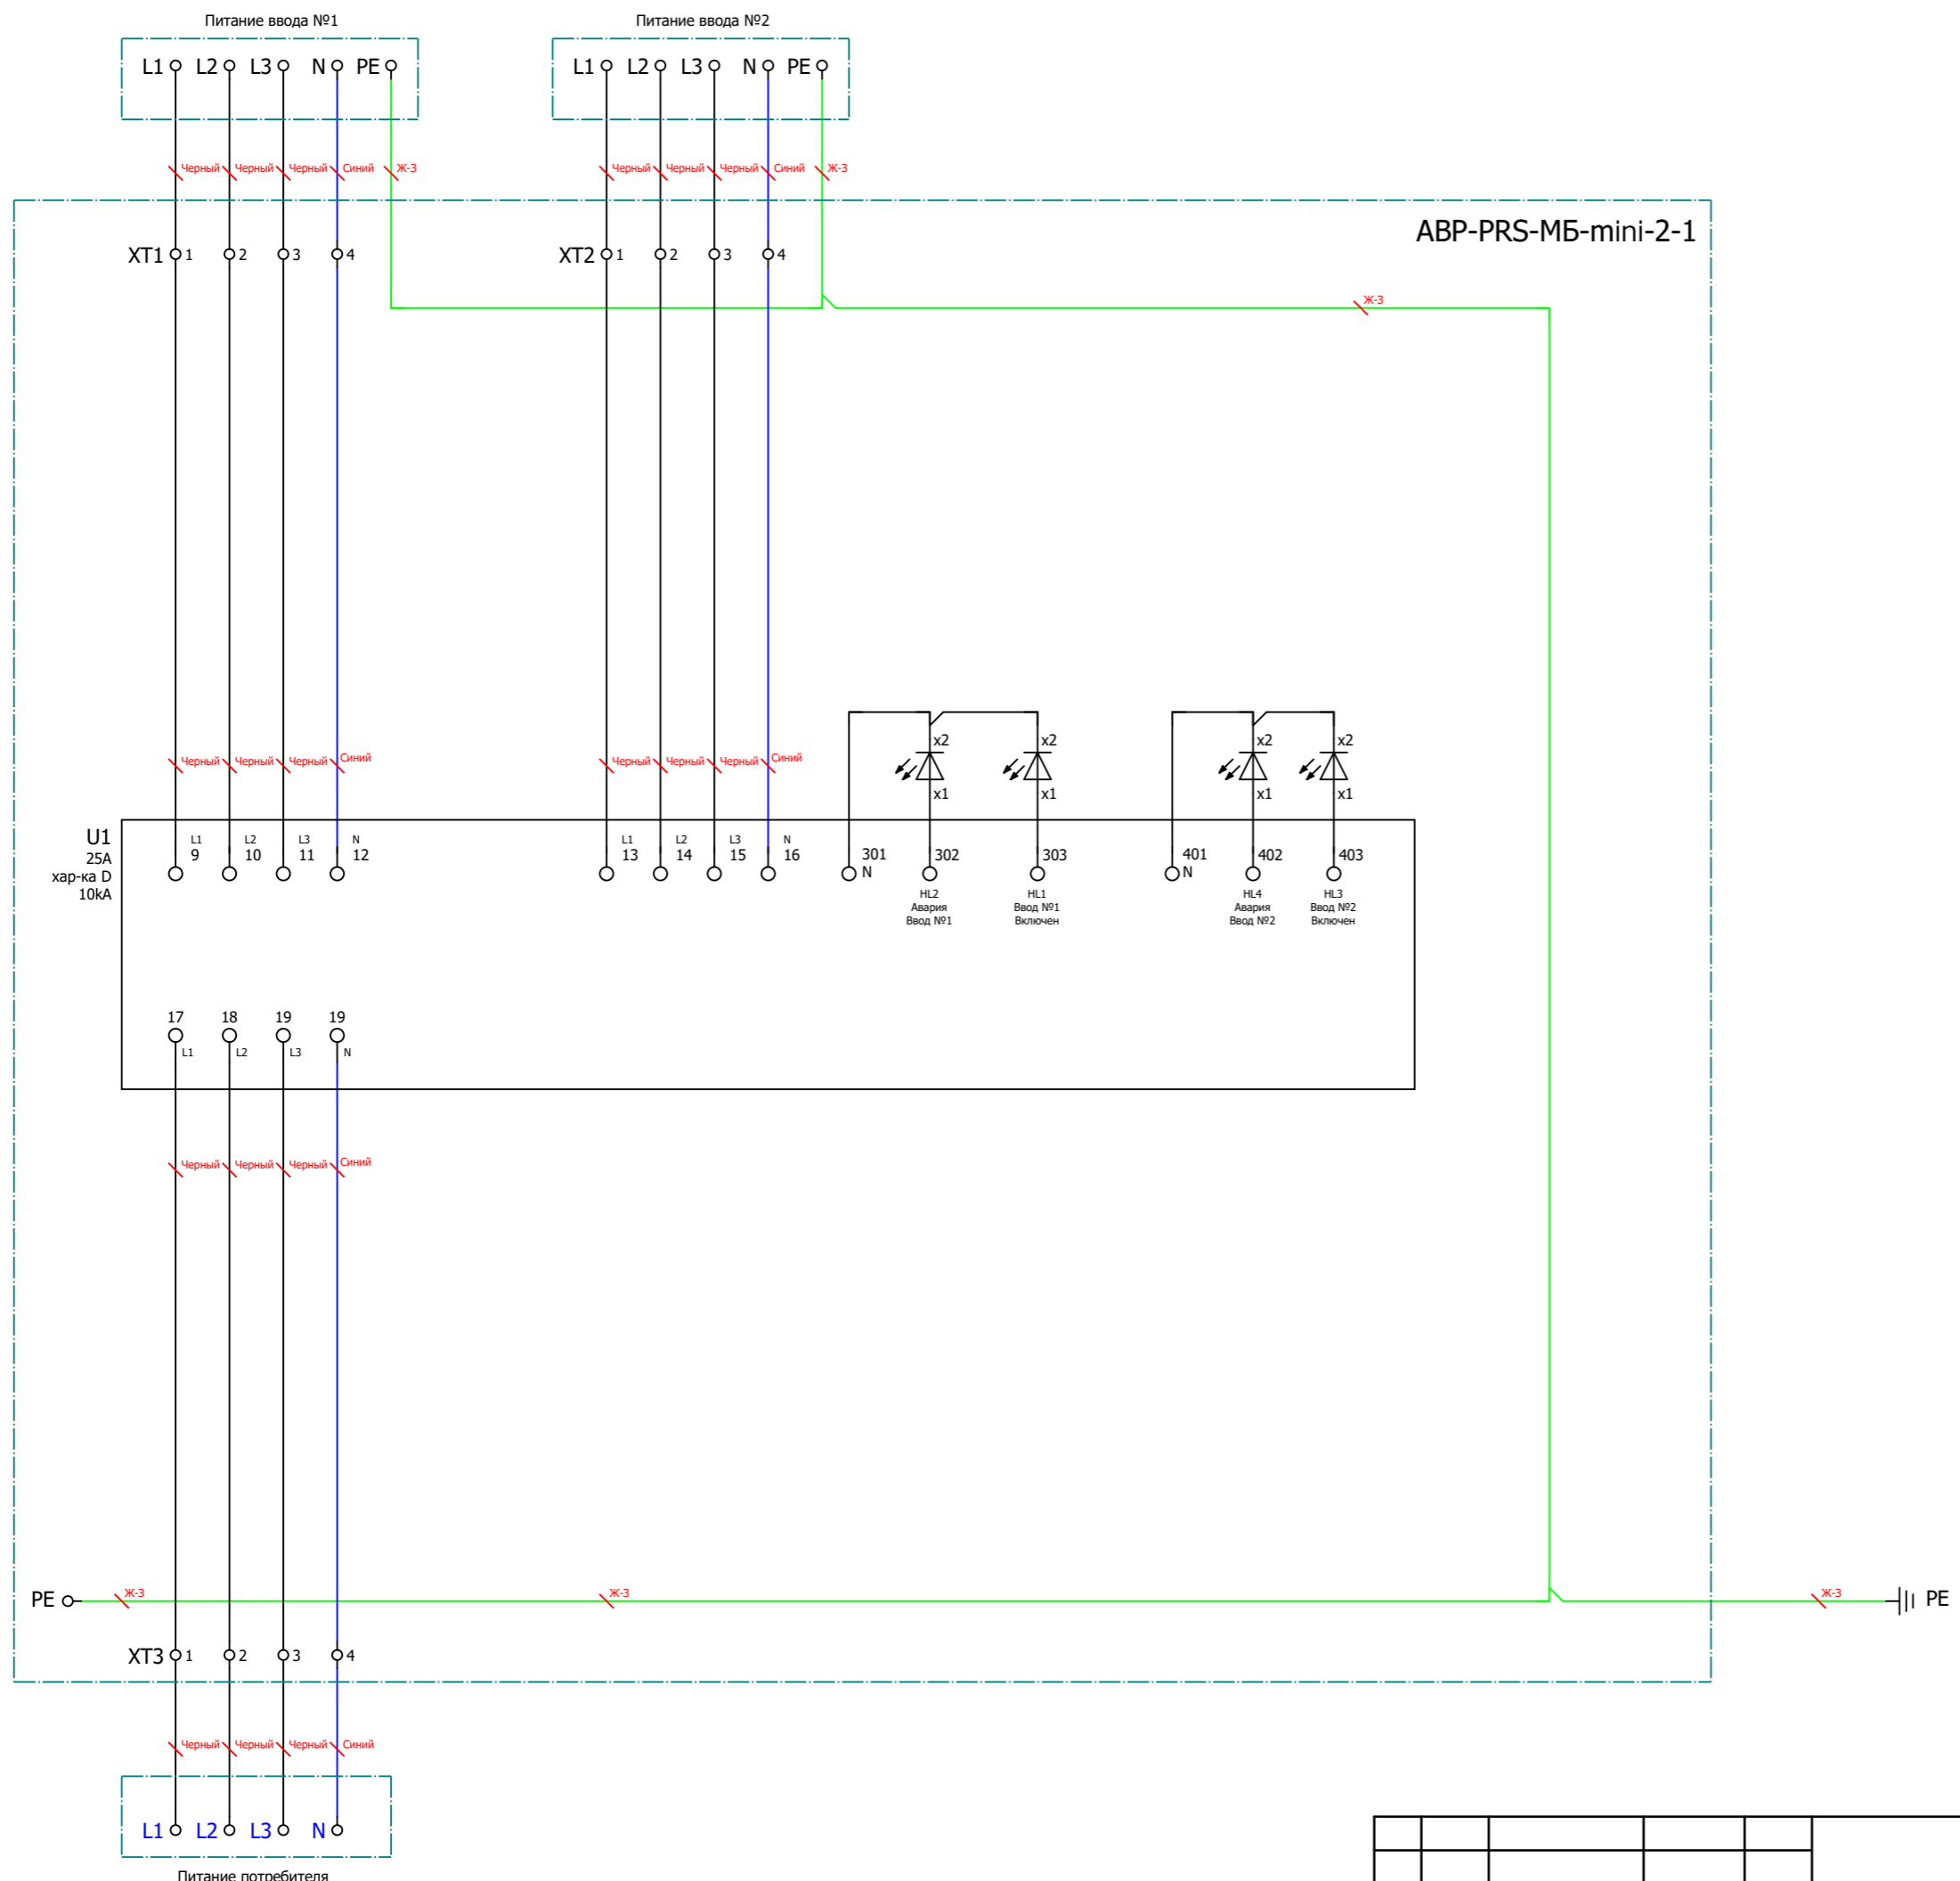 Питание ввода №1 Питание ввода №2
L1 L2 L3 N PE L1 L2 L3 N PE
Черный Черный Черный Синий Ж-З Черный Черный Черный Синий Ж-З
АВР-PRS-МБ-mini-2-1
XT1 1 2 3 4 XT2 1 2 3 4
Ж-З
x2 x2 x2 x2
Черный Черный Черный Синий Черный Черный Черный Синий
x1 x1 x1 x1
U1
25A
хар-ка D
10kA
L1 L2 L3 N L1 L2 L3 N
9 10 11 12 13 14 15 16 301 302 303 401 402 403
N N
HL2 HL1 HL4 HL3
Авария Ввод №1 Авария Ввод №2
Ввод №1 Включен Ввод №2 Включен
17 18 19 19
L1 L2 L3 N
Черный Черный Черный Синий
PE Ж-З Ж-З Ж-З PE
XT3 1 2 3 4
Черный Черный Черный Синий
L1 L2 L3 N
Питание потребителя